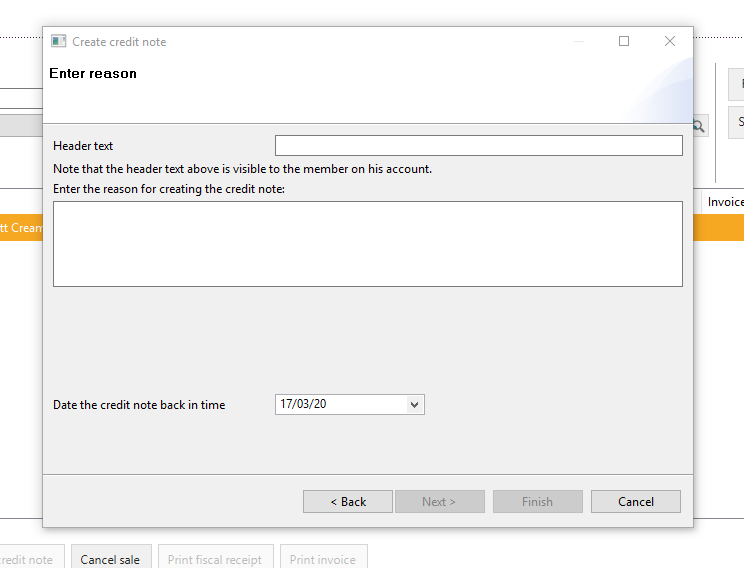 Create credit note
Enter reason
Header text
Note that the header text above is visible to the member on his account.
Enter the reason for creating the credit note:
Invoice
tt Cream
Date the credit note back in time 17/03/20
< Back Next > Finish Cancel
credit note Cancel sale Print fiscal receipt Print invoice